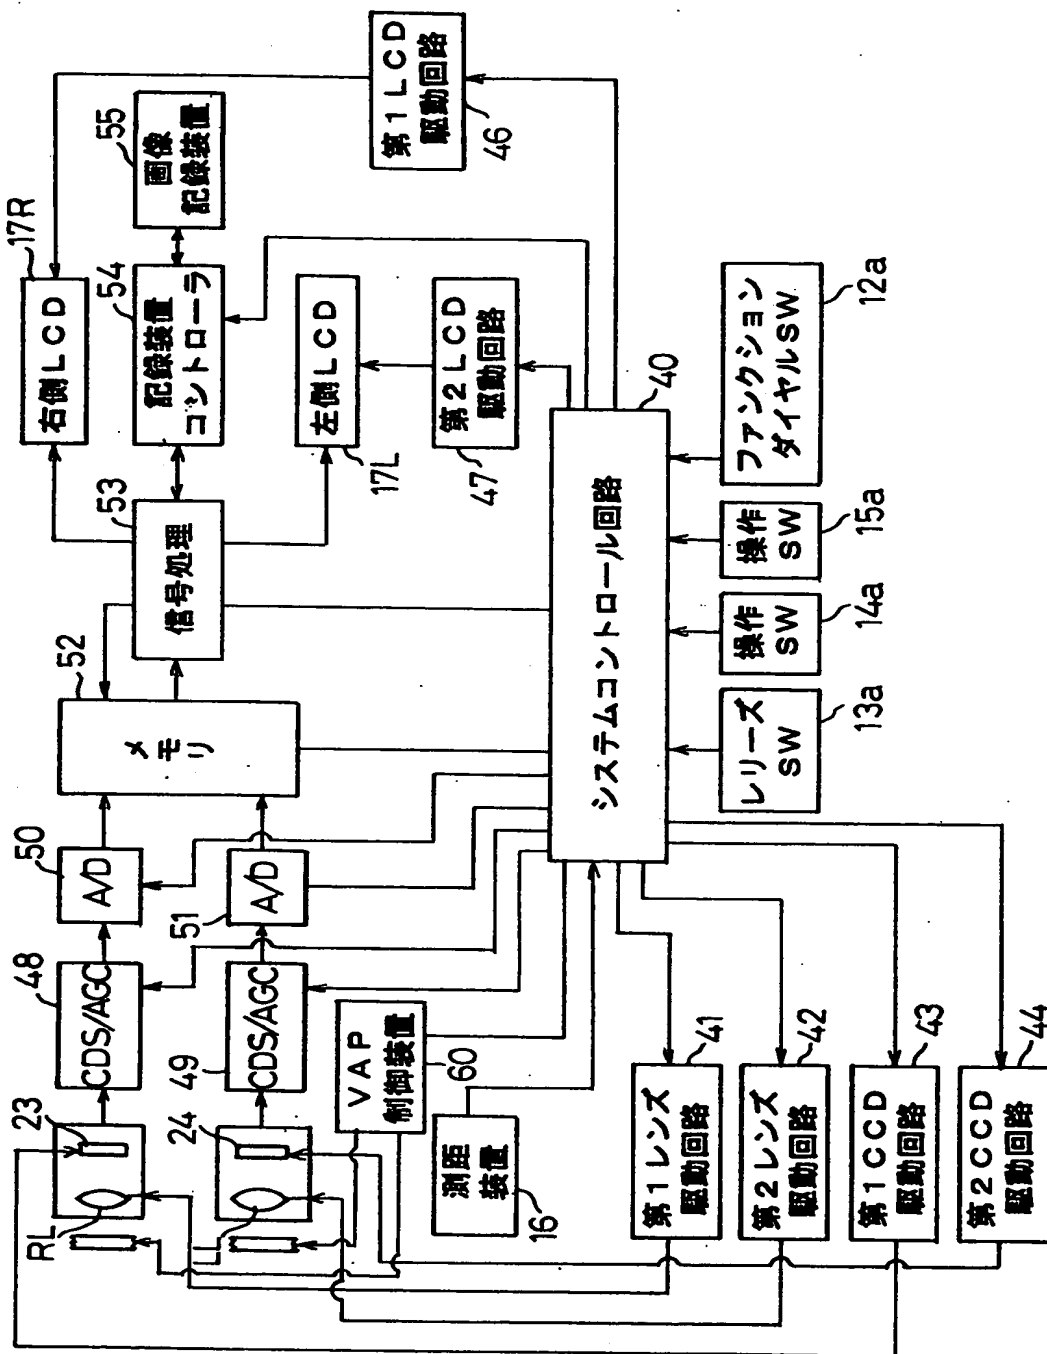 RL
23
48
CDS/AGC
50
A/D
52
メモリ
53
信号処理
17R
右側LCD
54
記録装置
コントローラ
55
画像
記録装置
第1LCD
駆動回路
46
LL
24
49
CDS/AGC
51
A/D
左側LCD
17L
第2LCD
駆動回路
47
VAP
制御装置
60
測距
装置
16
システムコントロール回路
40
第1レンズ
駆動回路
41
第2レンズ
駆動回路
42
第1CCD
駆動回路
43
第2CCD
駆動回路
44
レリーズ
SW
13a
操作
SW
14a
操作
SW
15a
ファンクション
ダイヤルSW
12a